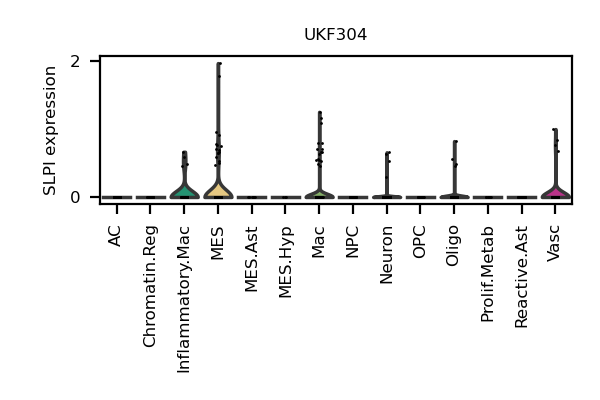 UKF304
SLPI expression
2
0
AC
Chromatin.Reg
Inflammatory.Mac
MES
MES.Ast
MES.Hyp
Mac
NPC
Neuron
OPC
Oligo
Prolif.Metab
Reactive.Ast
Vasc